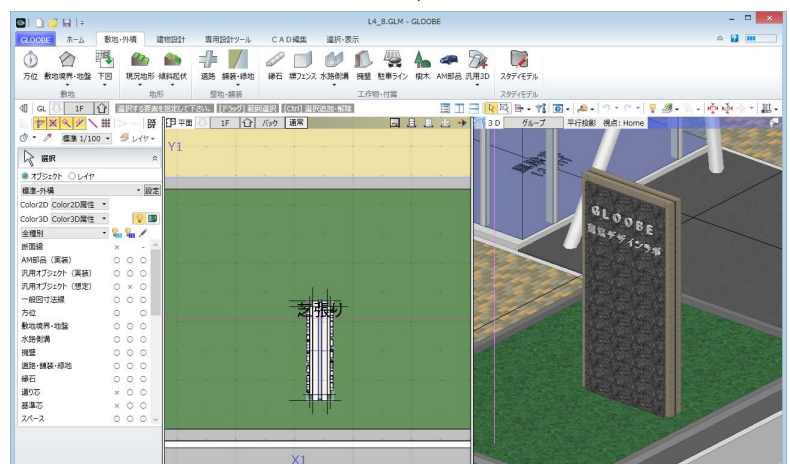 L4_8.GLM - GLOOBE
GLOOBE ホーム 敷地・外構 建物設計 専用設計ツール CAD編集 選択・表示
方位 敷地境界・地盤 下図 現況地形 傾斜起伏 道路 舗装・緑地 縁石 塀フェンス 水路側溝 擁壁 駐車ライン 樹木 AM部品 汎用3D スタディモデル
敷地 地形 整地・舗装 工作物・付属 スタディモデル
GL 1F 選択する要素を指定して下さい。 [ドラッグ] 範囲選択 [Ctrl] 選択追加・解除
平面 1F バック 通常
3D グループ 平行投影 視点: Home
標準 1/100 レイヤ
選択
オブジェクト レイヤ
標準-外構 設定
Color2D Color2D属性
Color3D Color3D属性
全種別
断面線
AM部品（実装）
汎用オブジェクト（実装）
汎用オブジェクト（想定）
一般図寸法線
方位
敷地境界・地盤
水路側溝
擁壁
道路・舗装・緑地
縁石
通り芯
基準芯
スペース
Y1
芝張り
X1
GLOOBE
建築デザインラボ